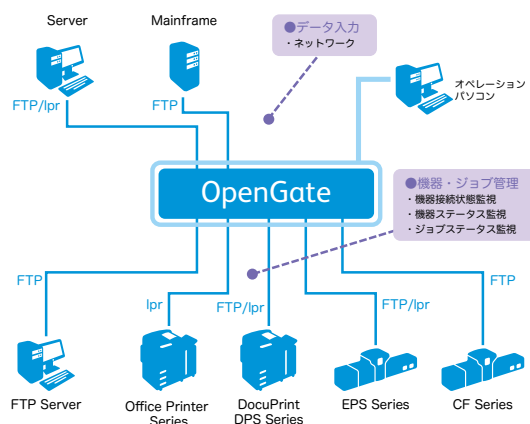 Server
Mainframe
●データ入力
・ネットワーク
FTP/lpr
FTP
オペレーション
パソコン
OpenGate
●機器・ジョブ管理
・機器接続状態監視
・機器ステータス監視
・ジョブステータス監視
FTP
lpr
FTP/lpr
FTP/lpr
FTP
FTP Server
Office Printer
Series
DocuPrint
DPS Series
EPS Series
CF Series